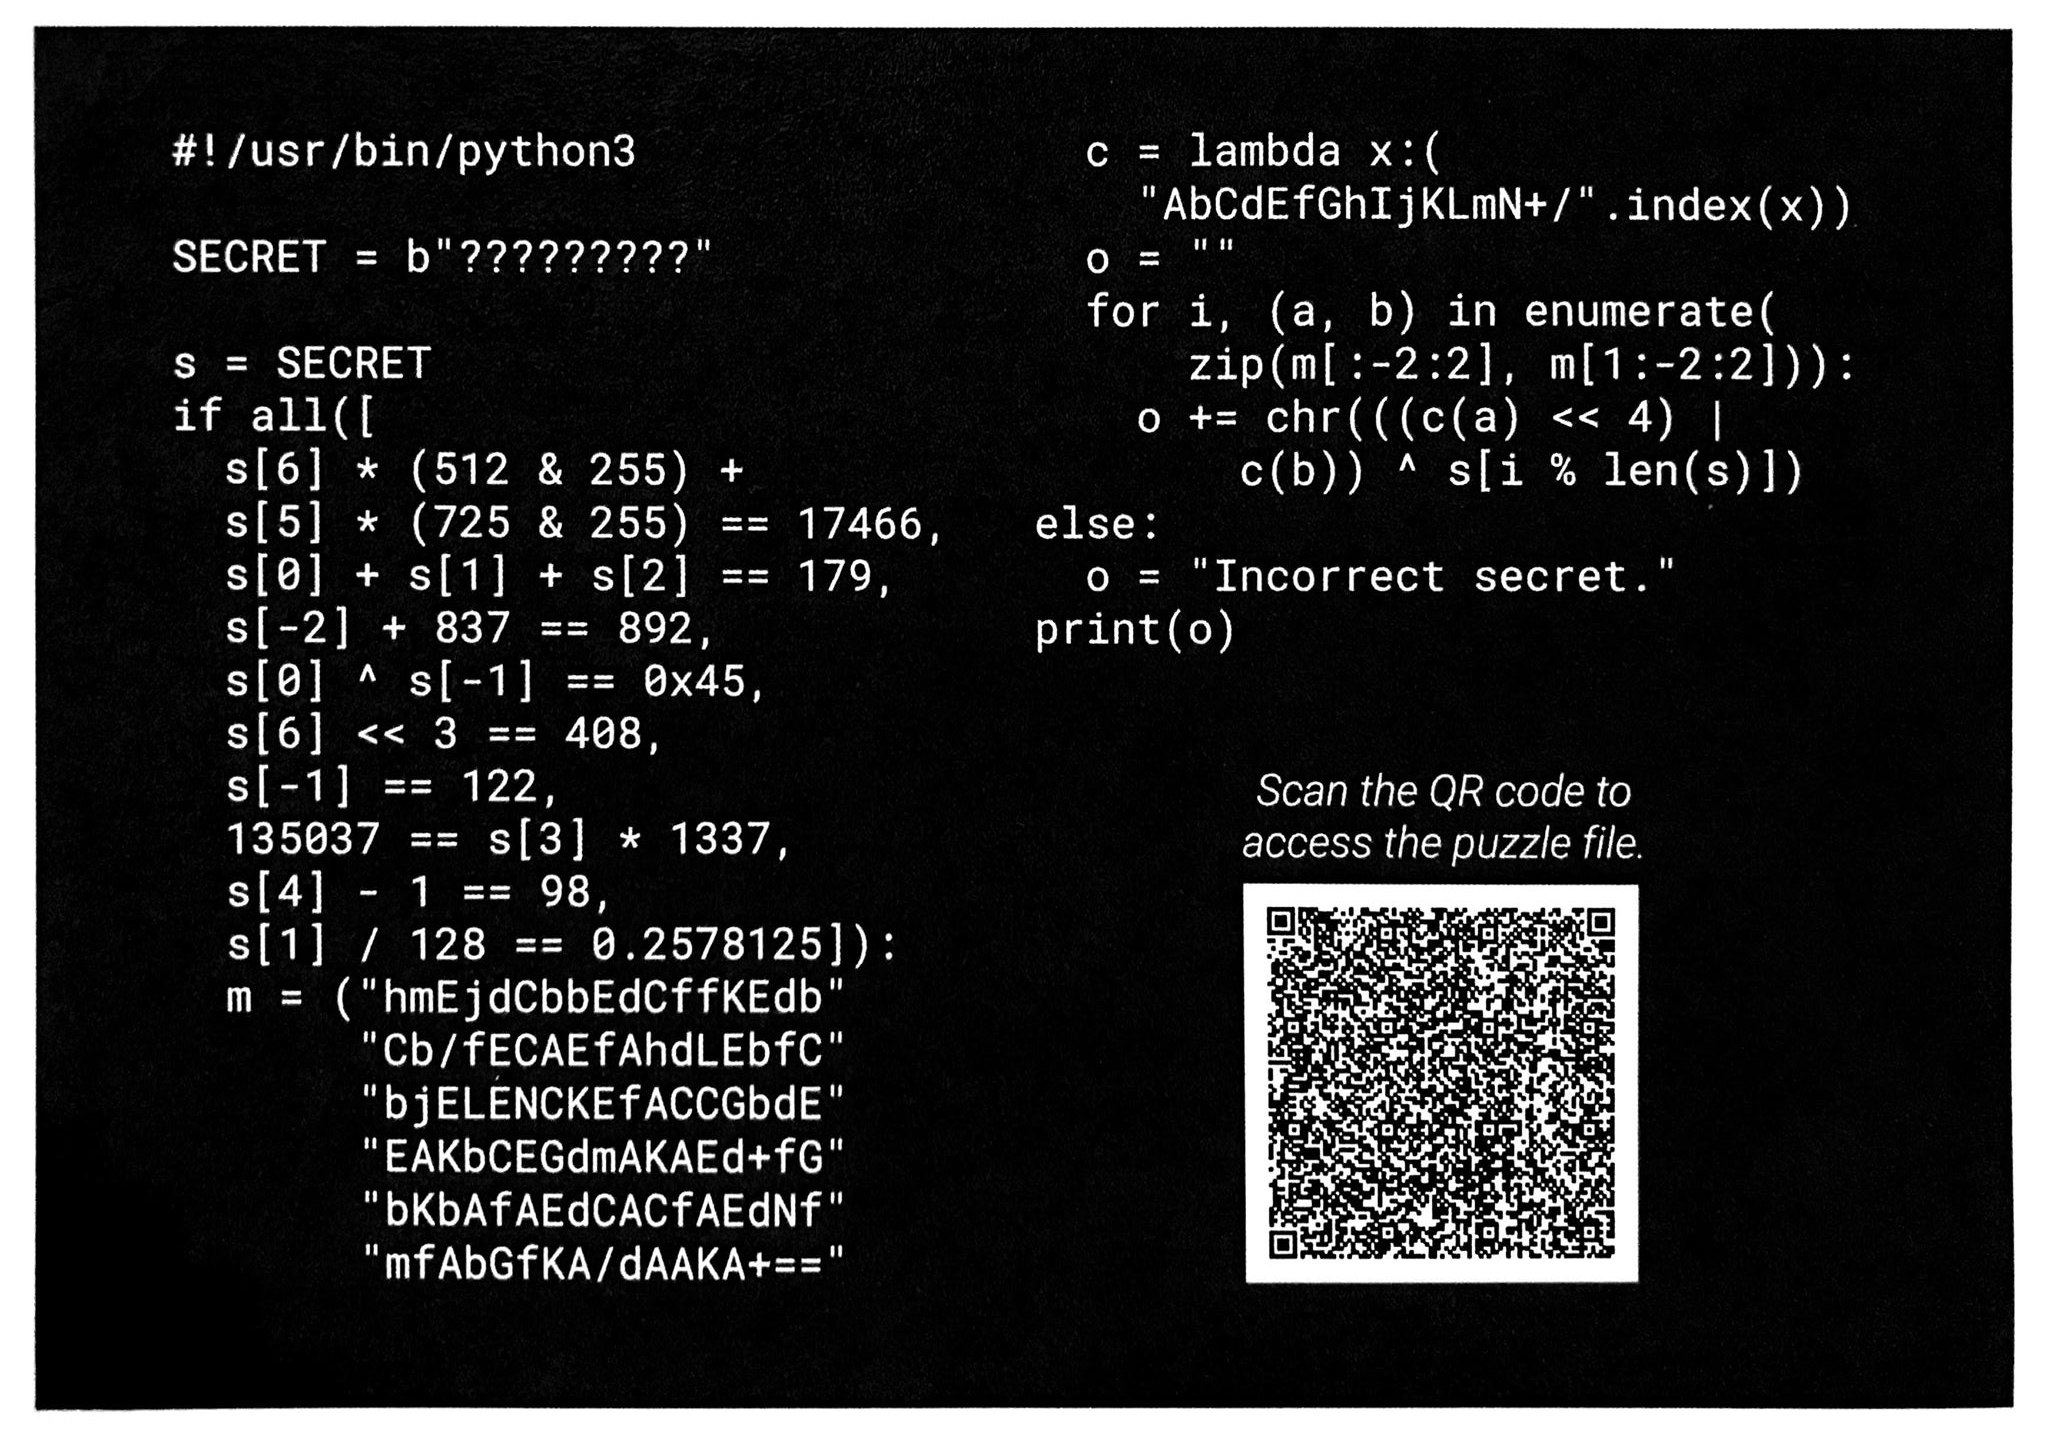 #!/usr/bin/python3
SECRET = b"?????????"
s = SECRET
if all([
s[6] * (512 & 255) +
s[5] * (725 & 255) == 17466,
s[0] + s[1] + s[2] == 179,
s[-2] + 837 == 892,
s[0] ^ s[-1] == 0x45,
s[6] << 3 == 408,
s[-1] == 122,
135037 == s[3] * 1337,
s[4] - 1 == 98,
s[1] / 128 == 0.2578125]):
m = ("hmEjdCbbEdCffKEdb"
"Cb/fECAEfAhdLEbfC"
"bjELENCKEfACCGbdE"
"EAKbCEGdmAKAEd+fG"
"bKbAfAEdCACfAEdNf"
"mfAbGfKA/dAAKA+=="
c = lambda x:(
"AbCdEfGhIjKLmN+/".index(x))
o = ""
for i, (a, b) in enumerate(
zip(m[:-2:2], m[1:-2:2])):
o += chr(((c(a) << 4) |
c(b)) ^ s[i % len(s)])
else:
o = "Incorrect secret."
print(o)
Scan the QR code to
access the puzzle file.